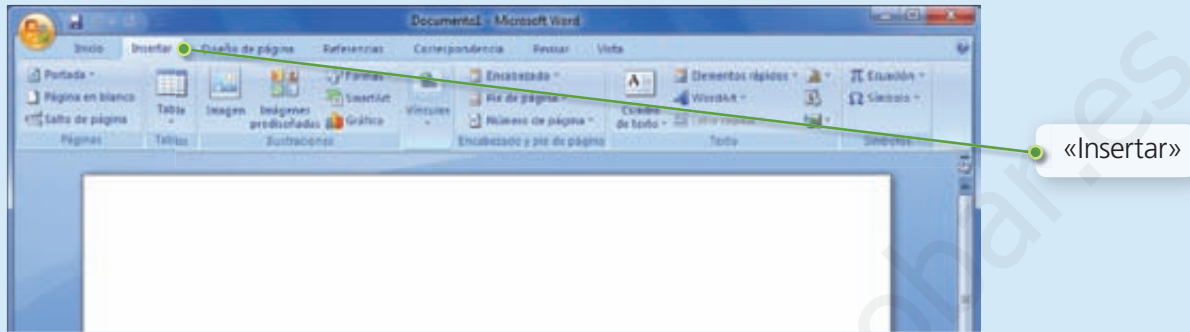 Documento1 - Microsoft Word
Inicio Insertar Diseño de página Referencias Correspondencia Revisar Vista
Portada
Página en blanco
Salto de página
Tabla
Imagen
Imágenes prediseñadas
Formas
SmartArt
Gráfico
Vínculos
Encabezado
Pie de página
Número de página
Cuadro de texto
Elementos rápidos
WordArt
Letra capital
π Ecuación
Ω Símbolo
Páginas Tablas Ilustraciones Encabezado y pie de página Texto Símbolos
«Insertar»